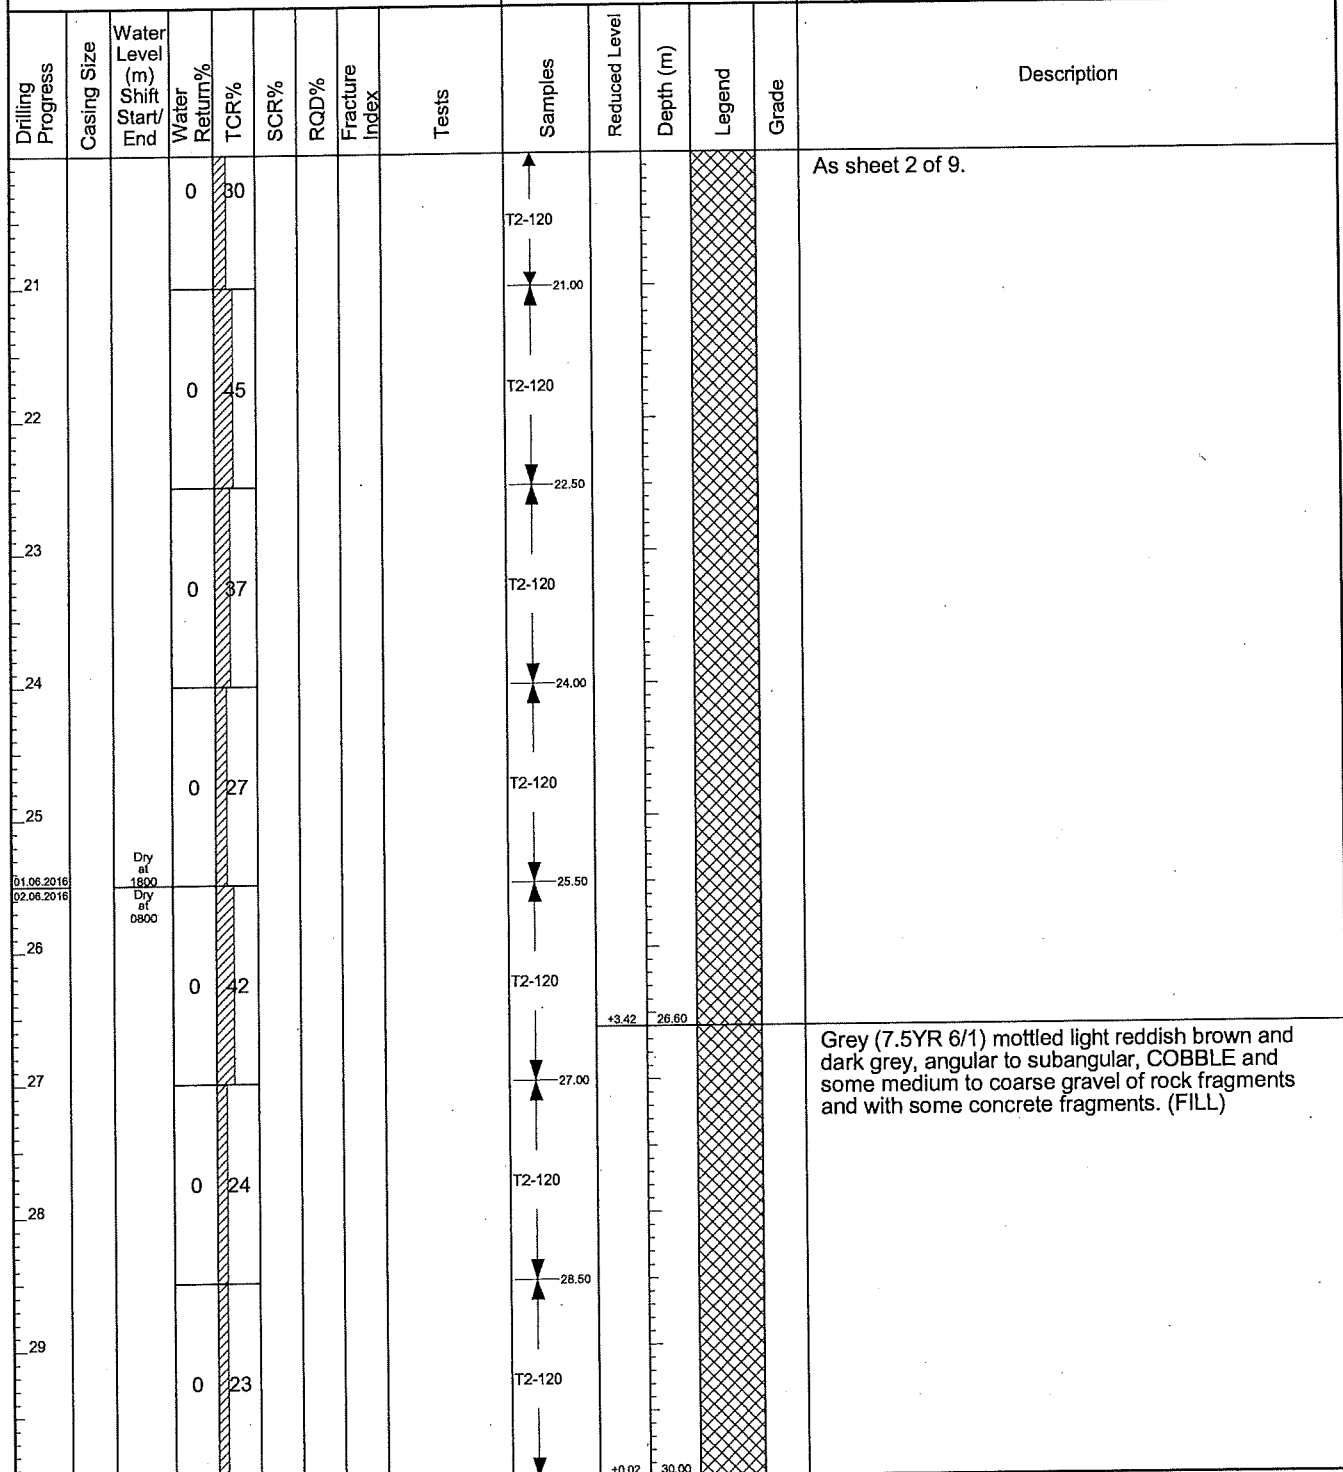 Drilling
Progress
Casing Size
Water
Level
(m)
Shift
Start/
End
Water
Return%
TCR%
SCR%
RQD%
Fracture
Index
Tests
Samples
Reduced Level
Depth (m)
Legend
Grade
Description
As sheet 2 of 9.
0 30
T2-120
21
21.00
0 45
T2-120
22
22.50
23
0 37
T2-120
24
24.00
0 27
T2-120
25
Dry
at
1800
01.06.2016
25.50
02.06.2016
Dry
at
0800
26
0 42
T2-120
+3.42 26.60
Grey (7.5YR 6/1) mottled light reddish brown and
dark grey, angular to subangular, COBBLE and
some medium to coarse gravel of rock fragments
and with some concrete fragments. (FILL)
27
27.00
0 24
T2-120
28
28.50
29
0 23
T2-120
+0.02 30.00